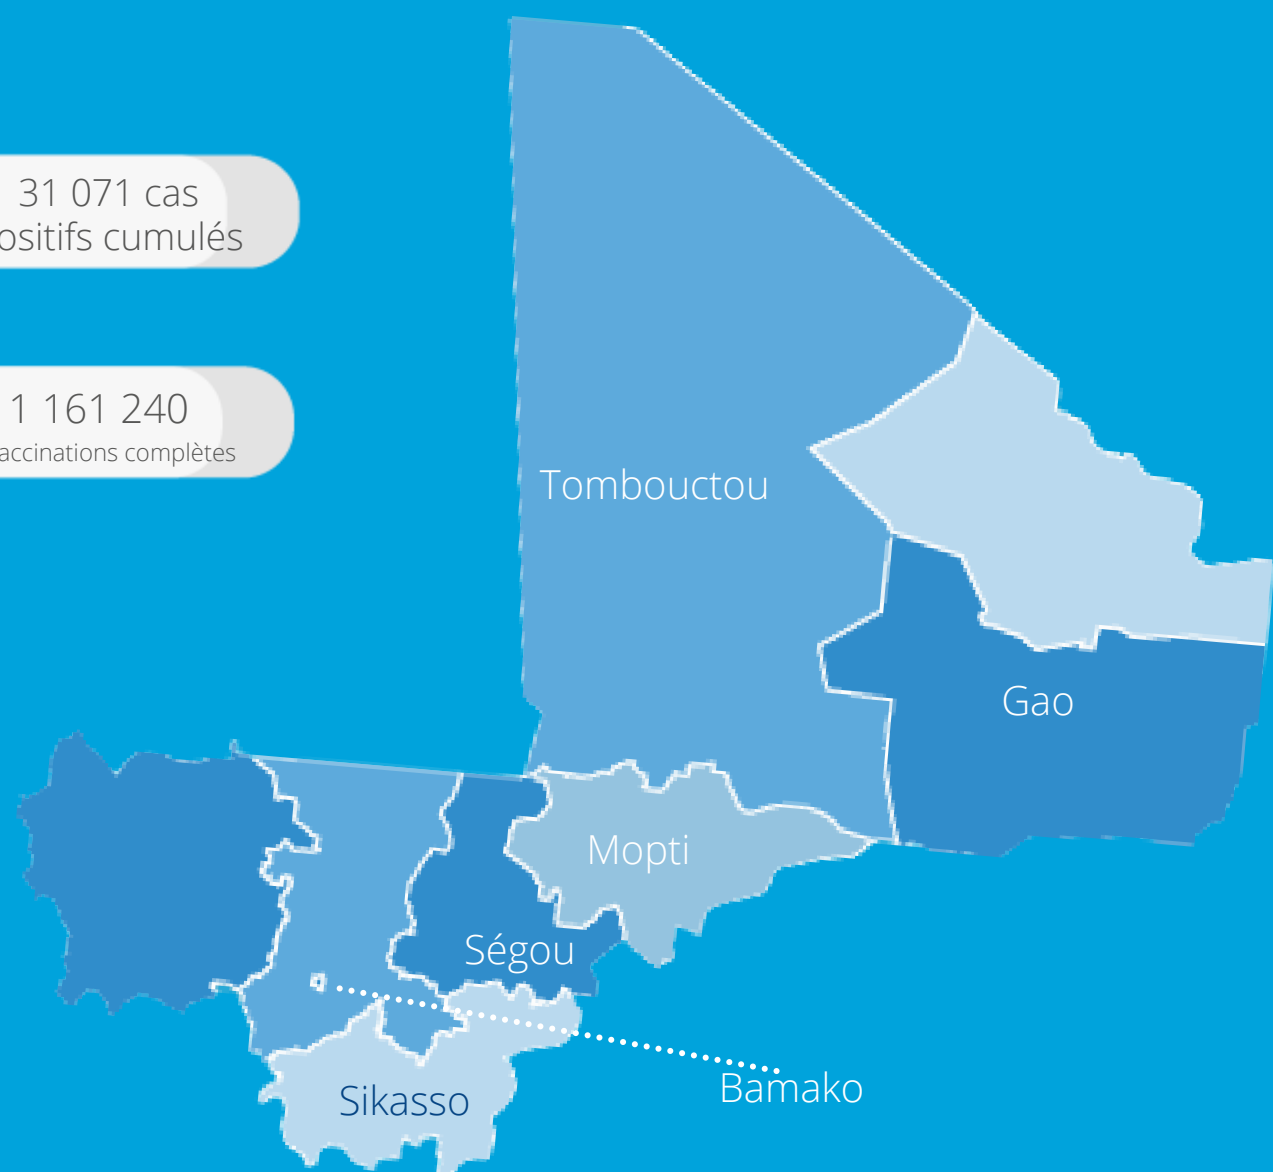 31 071 cas
ositifs cumulés
1 161 240
accinations complètes
Tombouctou
Gao
Mopti
Ségou
Bamako
Sikasso